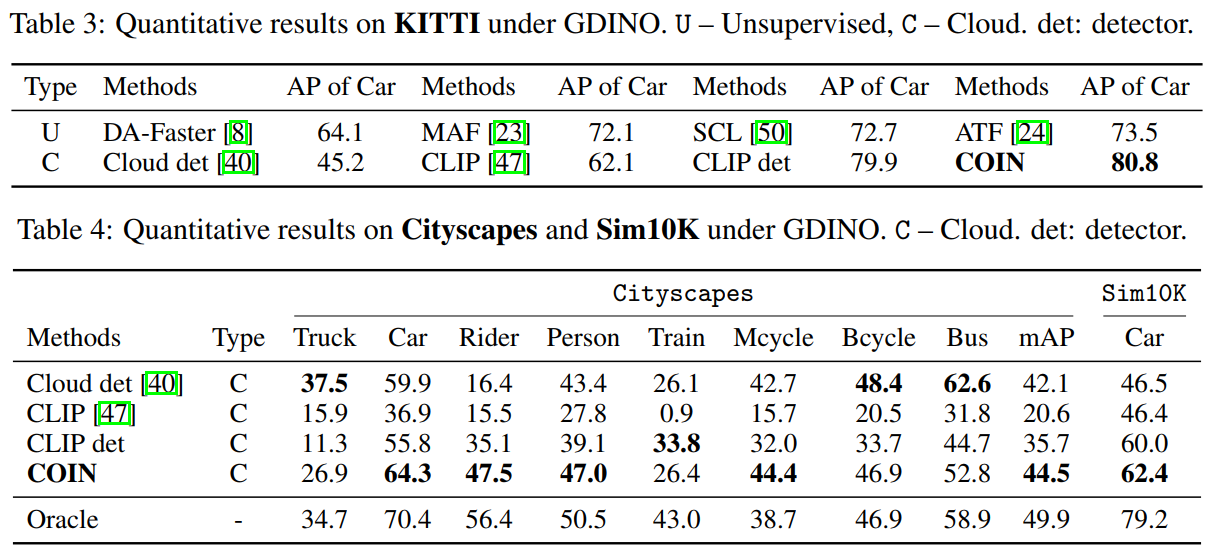 Table 3: Quantitative results on KITTI under GDINO. U – Unsupervised, C – Cloud. det: detector.
Type Methods AP of Car Methods AP of Car Methods AP of Car Methods AP of Car
U DA-Faster [8] 64.1 MAF [23] 72.1 SCL [50] 72.7 ATF [24] 73.5
C Cloud det [40] 45.2 CLIP [47] 62.1 CLIP det 79.9 COIN 80.8
Table 4: Quantitative results on Cityscapes and Sim10K under GDINO. C – Cloud. det: detector.
Cityscapes Sim10K
Methods Type Truck Car Rider Person Train Mcycle Bcycle Bus mAP Car
Cloud det [40] C 37.5 59.9 16.4 43.4 26.1 42.7 48.4 62.6 42.1 46.5
CLIP [47] C 15.9 36.9 15.5 27.8 0.9 15.7 20.5 31.8 20.6 46.4
CLIP det C 11.3 55.8 35.1 39.1 33.8 32.0 33.7 44.7 35.7 60.0
COIN C 26.9 64.3 47.5 47.0 26.4 44.4 46.9 52.8 44.5 62.4
Oracle - 34.7 70.4 56.4 50.5 43.0 38.7 46.9 58.9 49.9 79.2